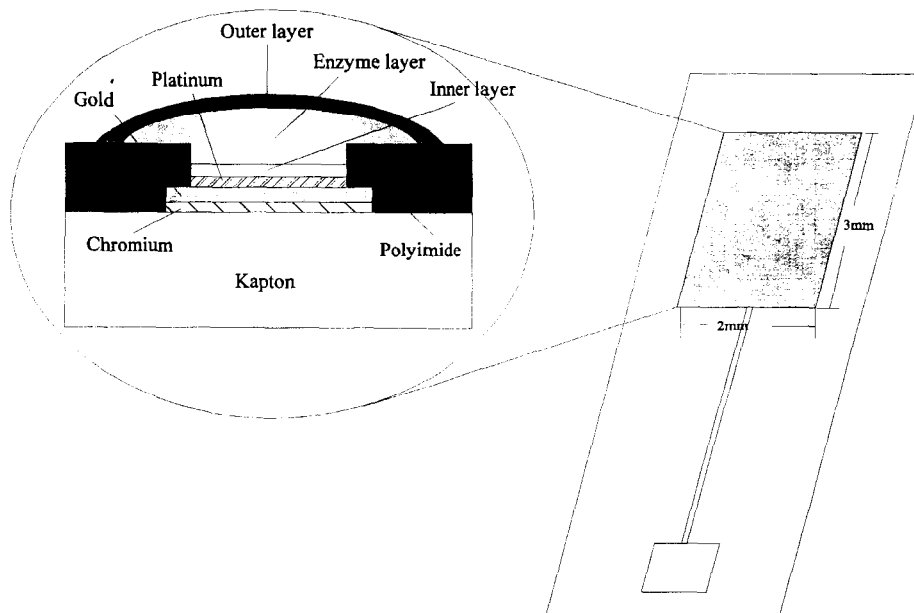 Outer layer
Enzyme layer
Platinum
Inner layer
Gold
Chromium
Polyimide
Kapton
3mm
2mm